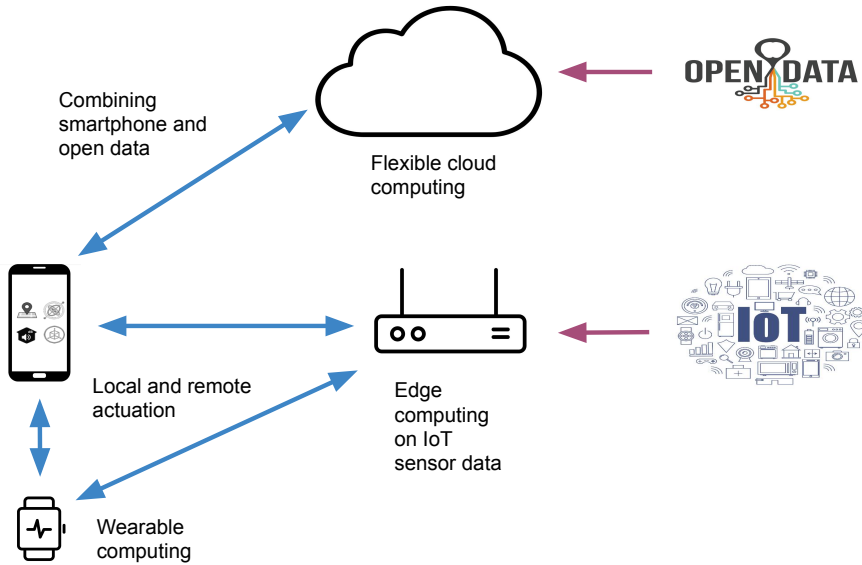 OPEN DATA
Combining
smartphone and
open data
Flexible cloud
computing
IoT
Local and remote
actuation
Edge
computing
on IoT
sensor data
Wearable
computing